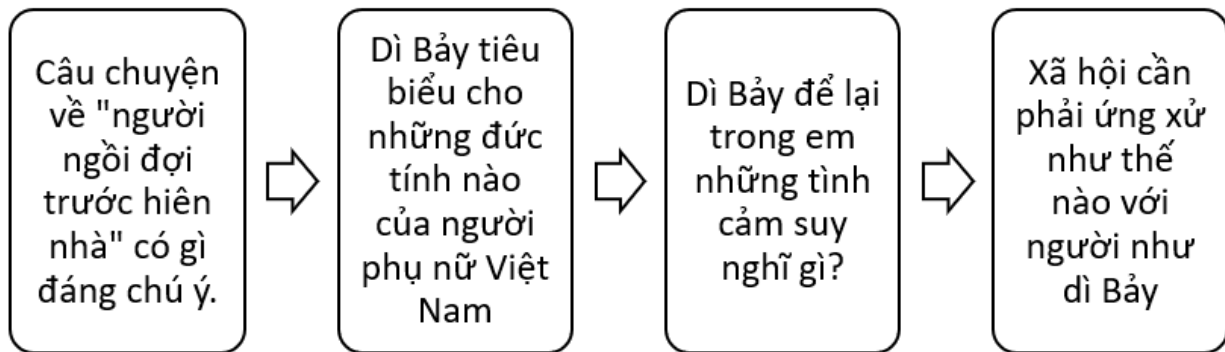 Câu chuyện
về "người
ngồi đợi
trước hiên
nhà" có gì
đáng chú ý.
Dì Bảy tiêu
biểu cho
những đức
tính nào
của người
phụ nữ Việt
Nam
Dì Bảy để lại
trong em
những tình
cảm suy
nghĩ gì?
Xã hội cần
phải ứng xử
như thế
nào với
người như
dì Bảy